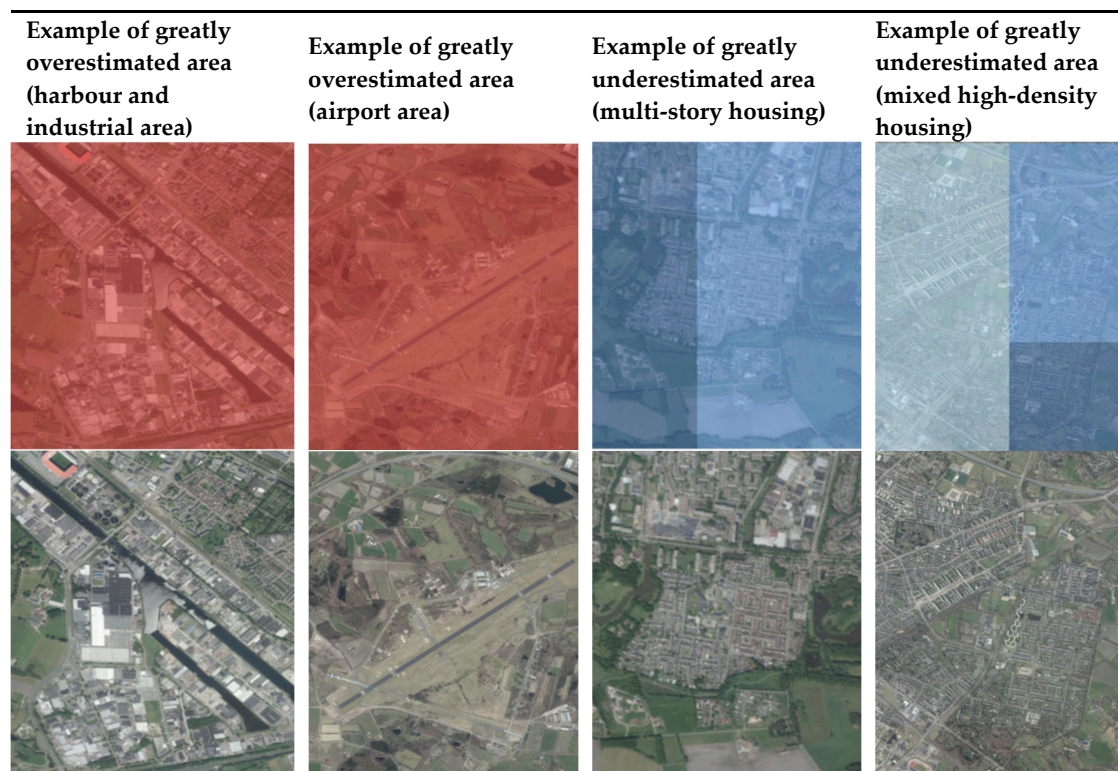 Example of greatly
overestimated area
(harbour and
industrial area)
Example of greatly
overestimated area
(airport area)
Example of greatly
underestimated area
(multi-story housing)
Example of greatly
underestimated area
(mixed high-density
housing)